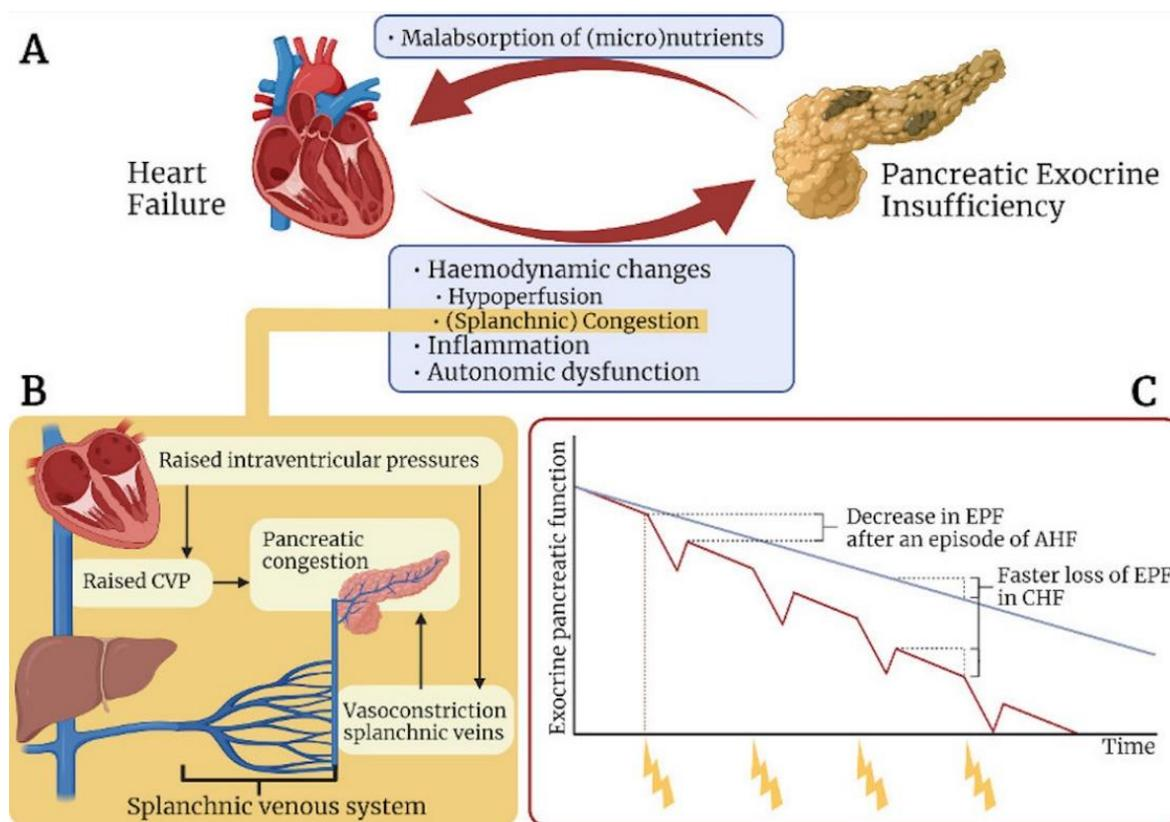 A
· Malabsorption of (micro)nutrients
Heart
Failure
Pancreatic Exocrine
Insufficiency
· Haemodynamic changes
· Hypoperfusion
· (Splanchnic) Congestion
· Inflammation
· Autonomic dysfunction
B
Raised intraventricular pressures
Pancreatic
congestion
Raised CVP
Vasoconstriction
splanchnic veins
Splanchnic venous system
C
Exocrine pancreatic function
Decrease in EPF
after an episode of AHF
Faster loss of EPF
in CHF
Time